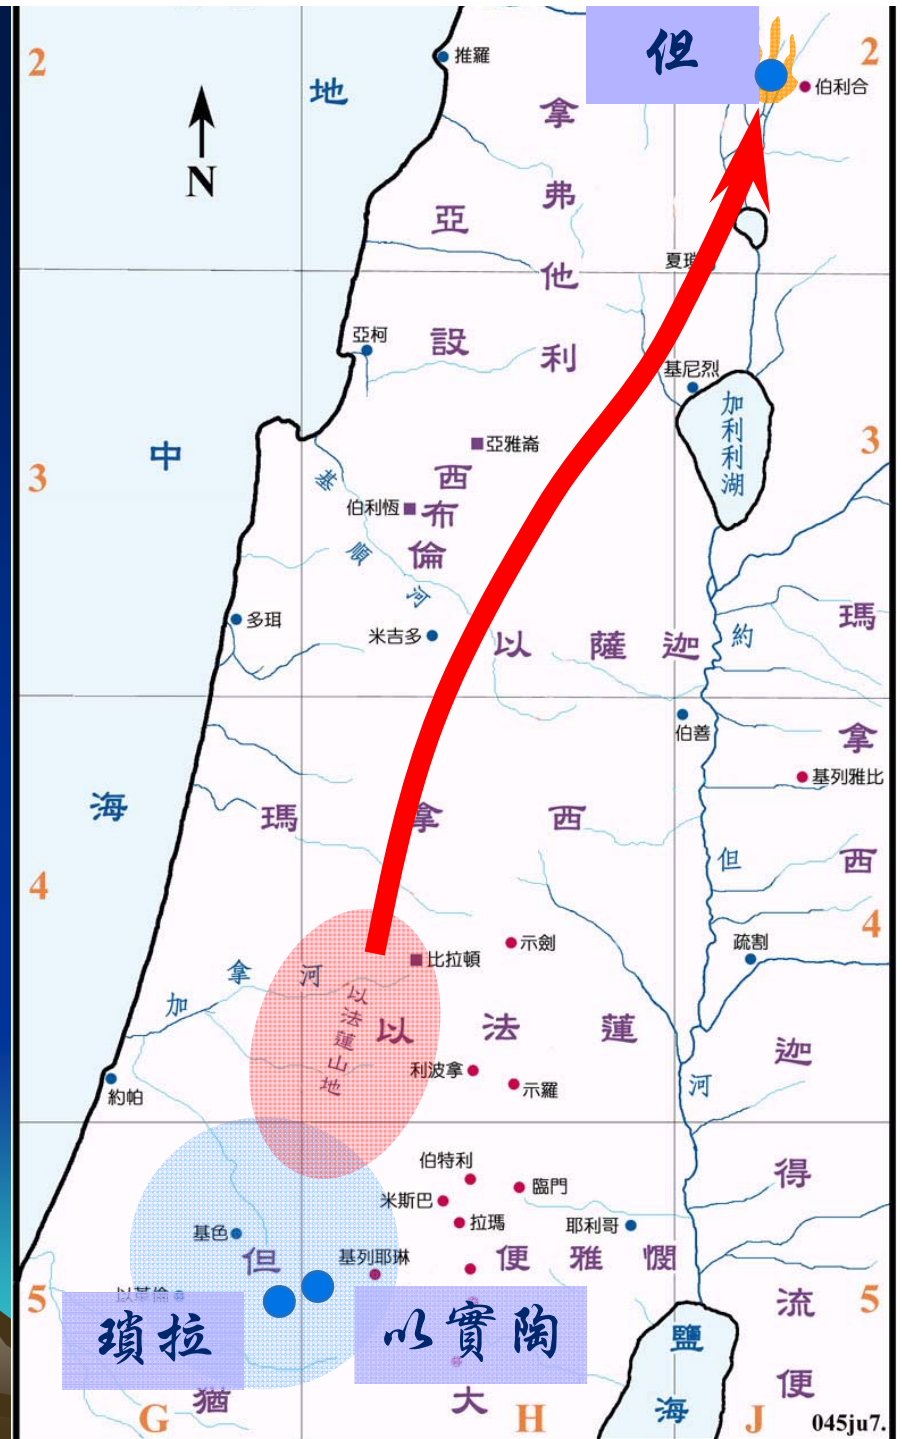 但
2
2
推羅
地
伯利合
拿弗他利
N
亞設
夏瑣
亞柯
基尼烈
加利利湖
中
3
3
亞雅崙
西布倫
伯利恆
基順河
多珥
米吉多
以薩迦
約
瑪
伯善
拿
基列雅比
海
瑪拿西
但
西
4
4
示劍
疏割
比拉頓
加拿河
以法蓮山地
以法蓮
迦
利波拿
示羅
河
約帕
伯特利
得
臨門
米斯巴
拉瑪
耶利哥
基色
但
基列耶琳
便雅憫
以革倫
5
流
5
瑣拉
以實陶
鹽
猶
大
便
海
G
H
J
045ju7.